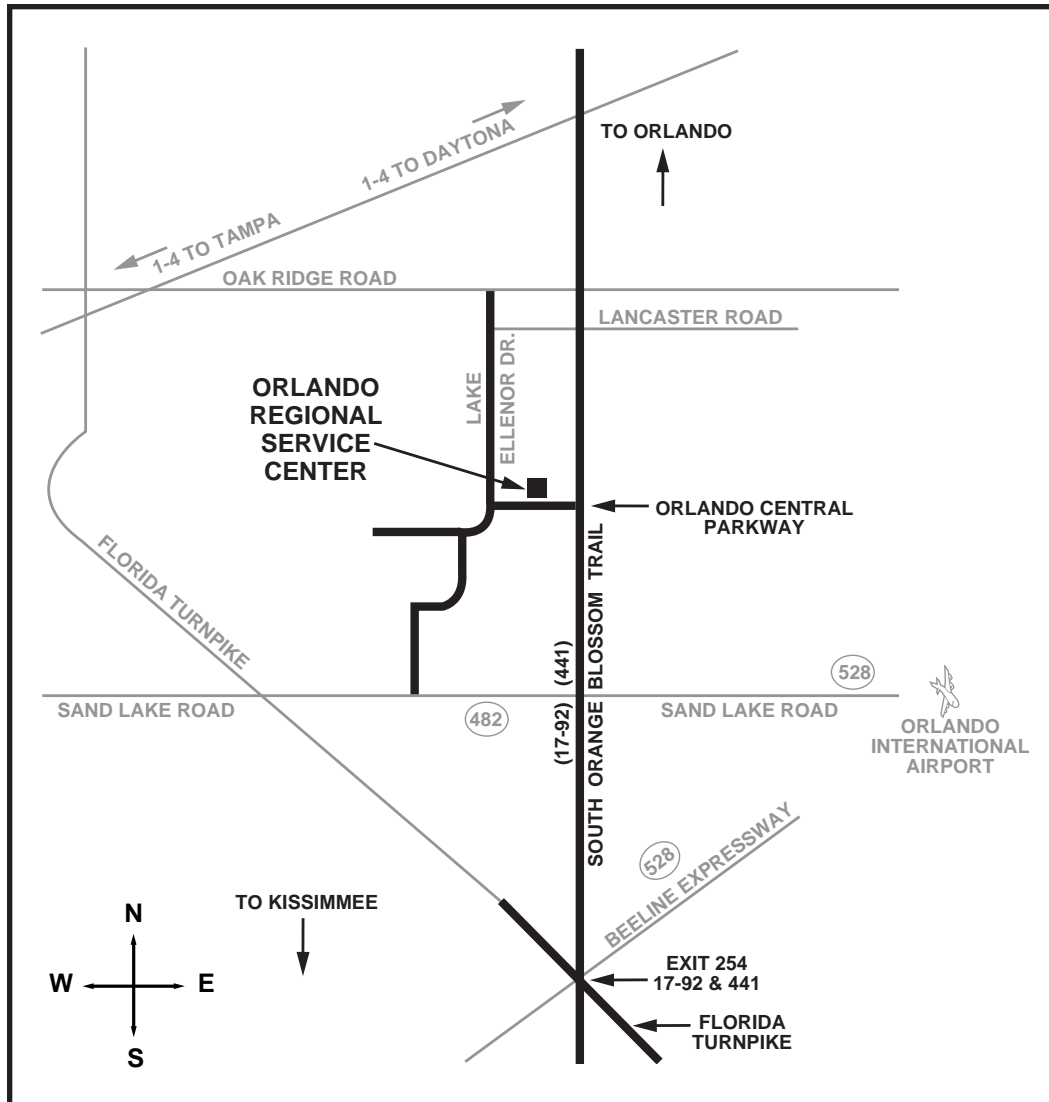 TO ORLANDO
1-4 TO DAYTONA
1-4 TO TAMPA
OAK RIDGE ROAD
LANCASTER ROAD
LAKE
ELLENOR DR.
ORLANDO
REGIONAL
SERVICE
CENTER
ORLANDO CENTRAL
PARKWAY
FLORIDA TURNPIKE
SOUTH ORANGE BLOSSOM TRAIL
(17-92) (441)
528
SAND LAKE ROAD
482
SAND LAKE ROAD
ORLANDO
INTERNATIONAL
AIRPORT
528
BEELINE EXPRESSWAY
TO KISSIMMEE
N
W E
S
EXIT 254
17-92 & 441
FLORIDA
TURNPIKE